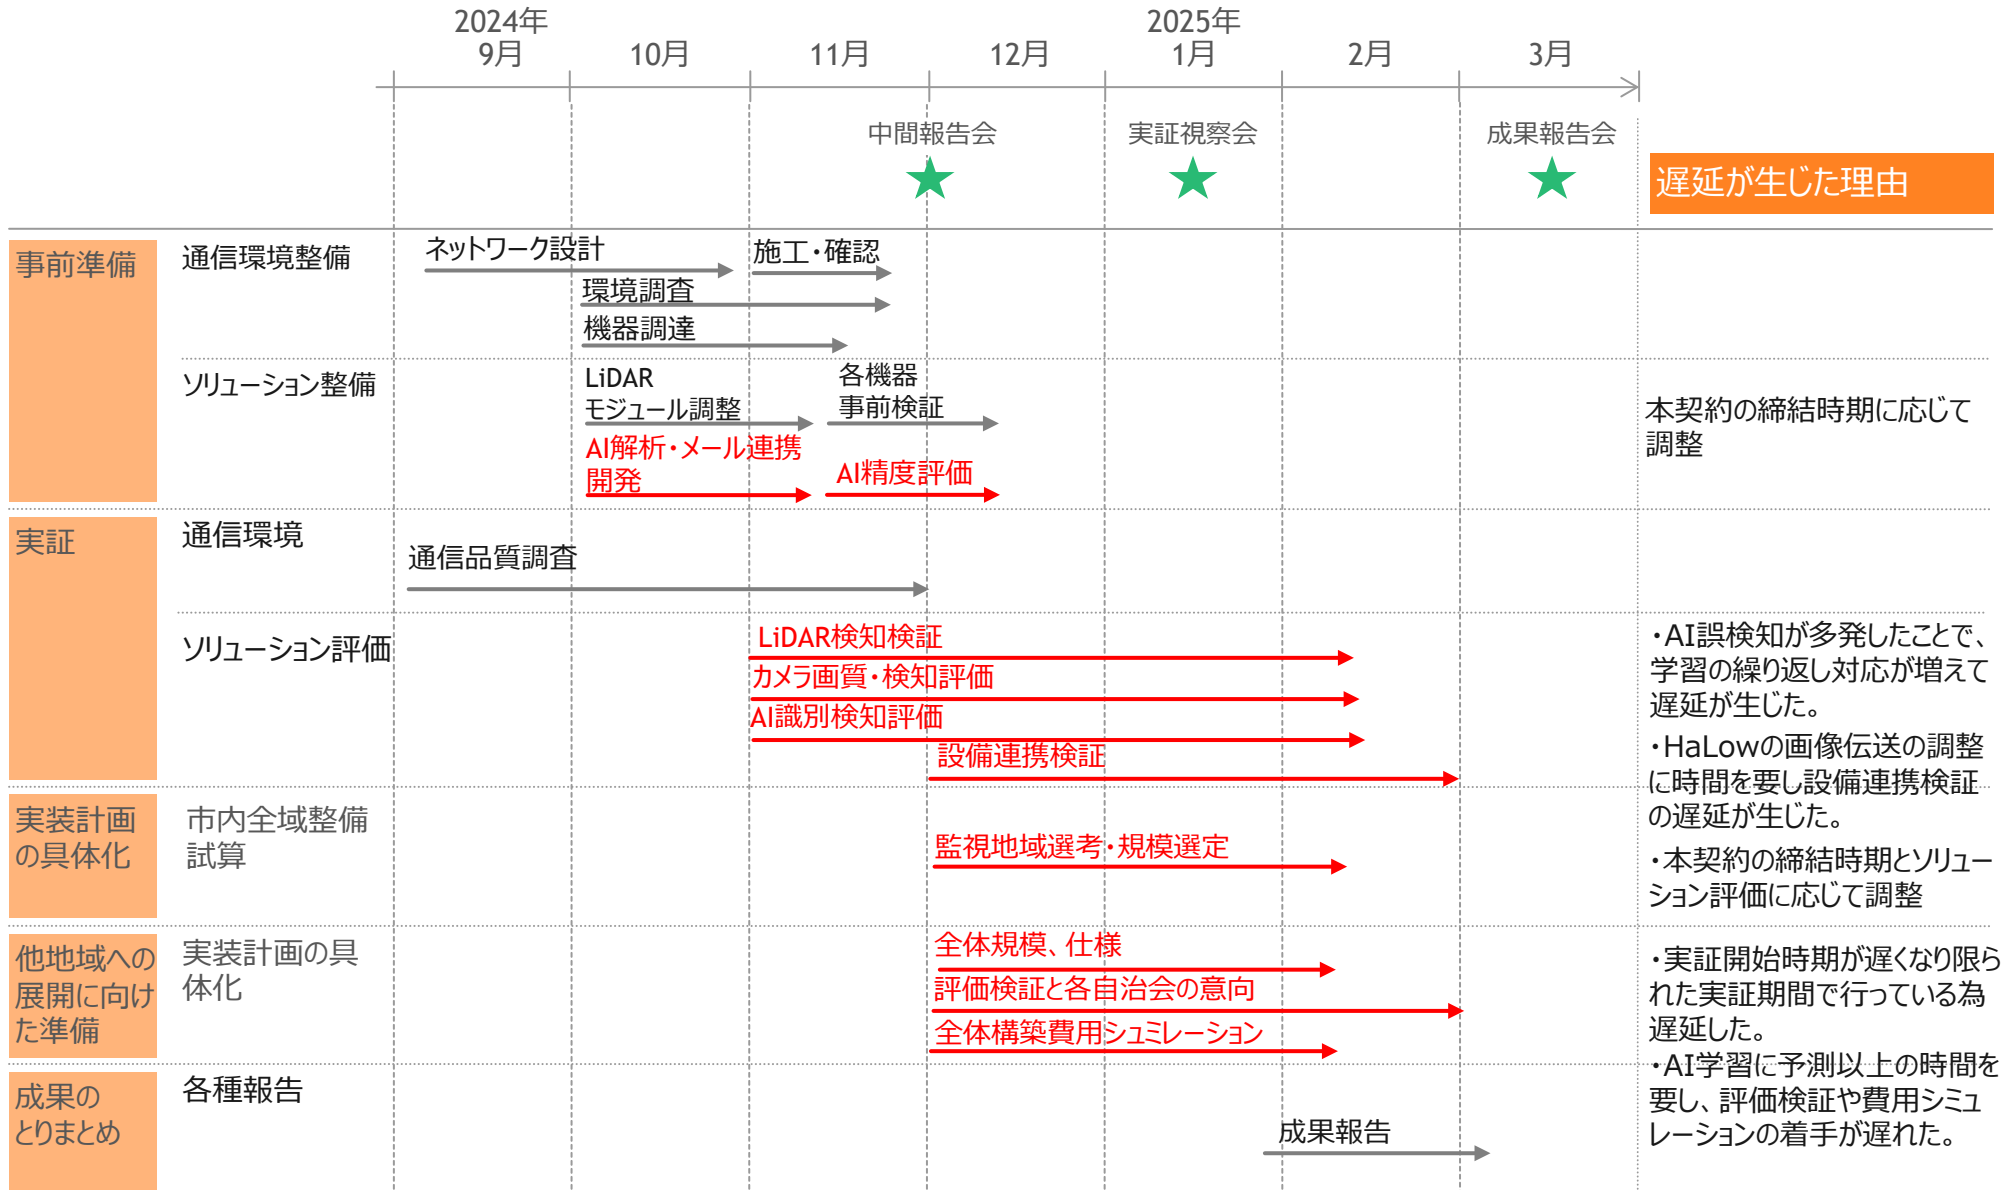 2024年
2025年
9月
10月
11月
12月
1月
2月
3月
中間報告会
実証視察会
成果報告会
遅延が生じた理由
事前準備
通信環境整備
ネットワーク設計
施工・確認
環境調査
機器調達
ソリューション整備
LiDAR
モジュール調整
各機器
事前検証
AI解析・メール連携
開発
AI精度評価
本契約の締結時期に応じて
調整
実証
通信環境
通信品質調査
ソリューション評価
LiDAR検知検証
カメラ画質・検知評価
AI識別検知評価
設備連携検証
・AI誤検知が多発したことで、
学習の繰り返し対応が増えて
遅延が生じた。
・HaLowの画像伝送の調整
に時間を要し設備連携検証
の遅延が生じた。
実装計画
の具体化
市内全域整備
試算
監視地域選考・規模選定
・本契約の締結時期とソリュー
ション評価に応じて調整
他地域への
展開に向け
た準備
実装計画の具
体化
全体規模、仕様
評価検証と各自治会の意向
全体構築費用シュミレーション
・実証開始時期が遅くなり限ら
れた実証期間で行っている為
遅延した。
・AI学習に予測以上の時間を
要し、評価検証や費用シミュ
レーションの着手が遅れた。
成果の
とりまとめ
各種報告
成果報告